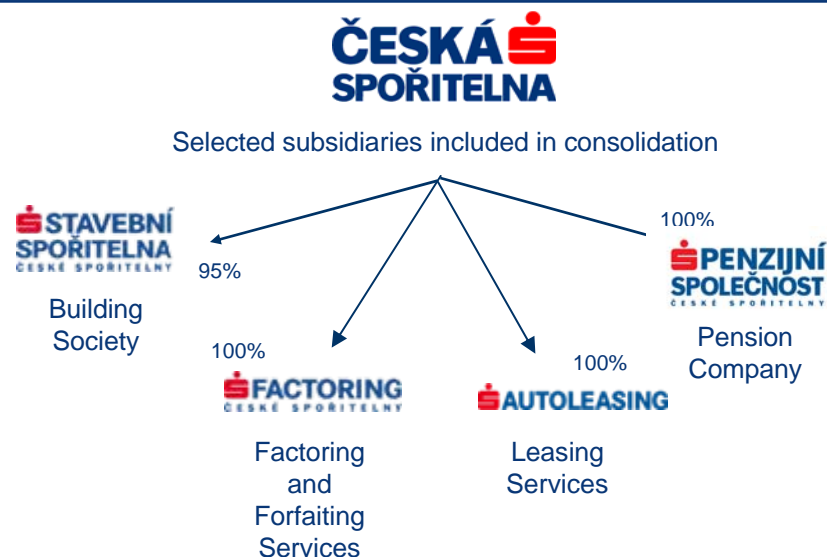 ČESKÁ
SPOŘITELNA
Selected subsidiaries included in consolidation
STAVEBNÍ
SPOŘITELNA
ČESKÉ SPOŘITELNY
95%
Building
Society
100%
FACTORING
ČESKÉ SPOŘITELNY
Factoring
and
Forfaiting
Services
100%
AUTOLEASING
Leasing
Services
100%
PENZIJNÍ
SPOLEČNOST
ČESKÉ SPOŘITELNY
Pension
Company